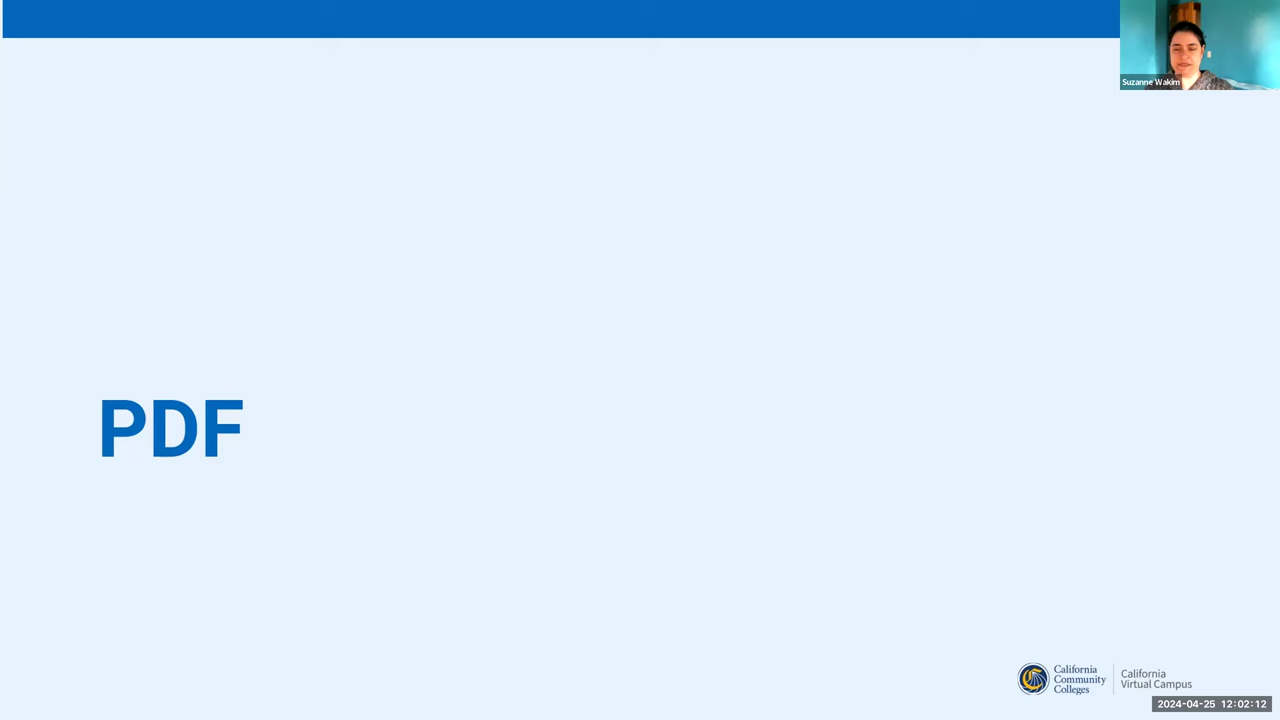 Suzanne Wakim
PDF
California
Community
Colleges
California
Virtual Campus
2024-04-25 12:02:12